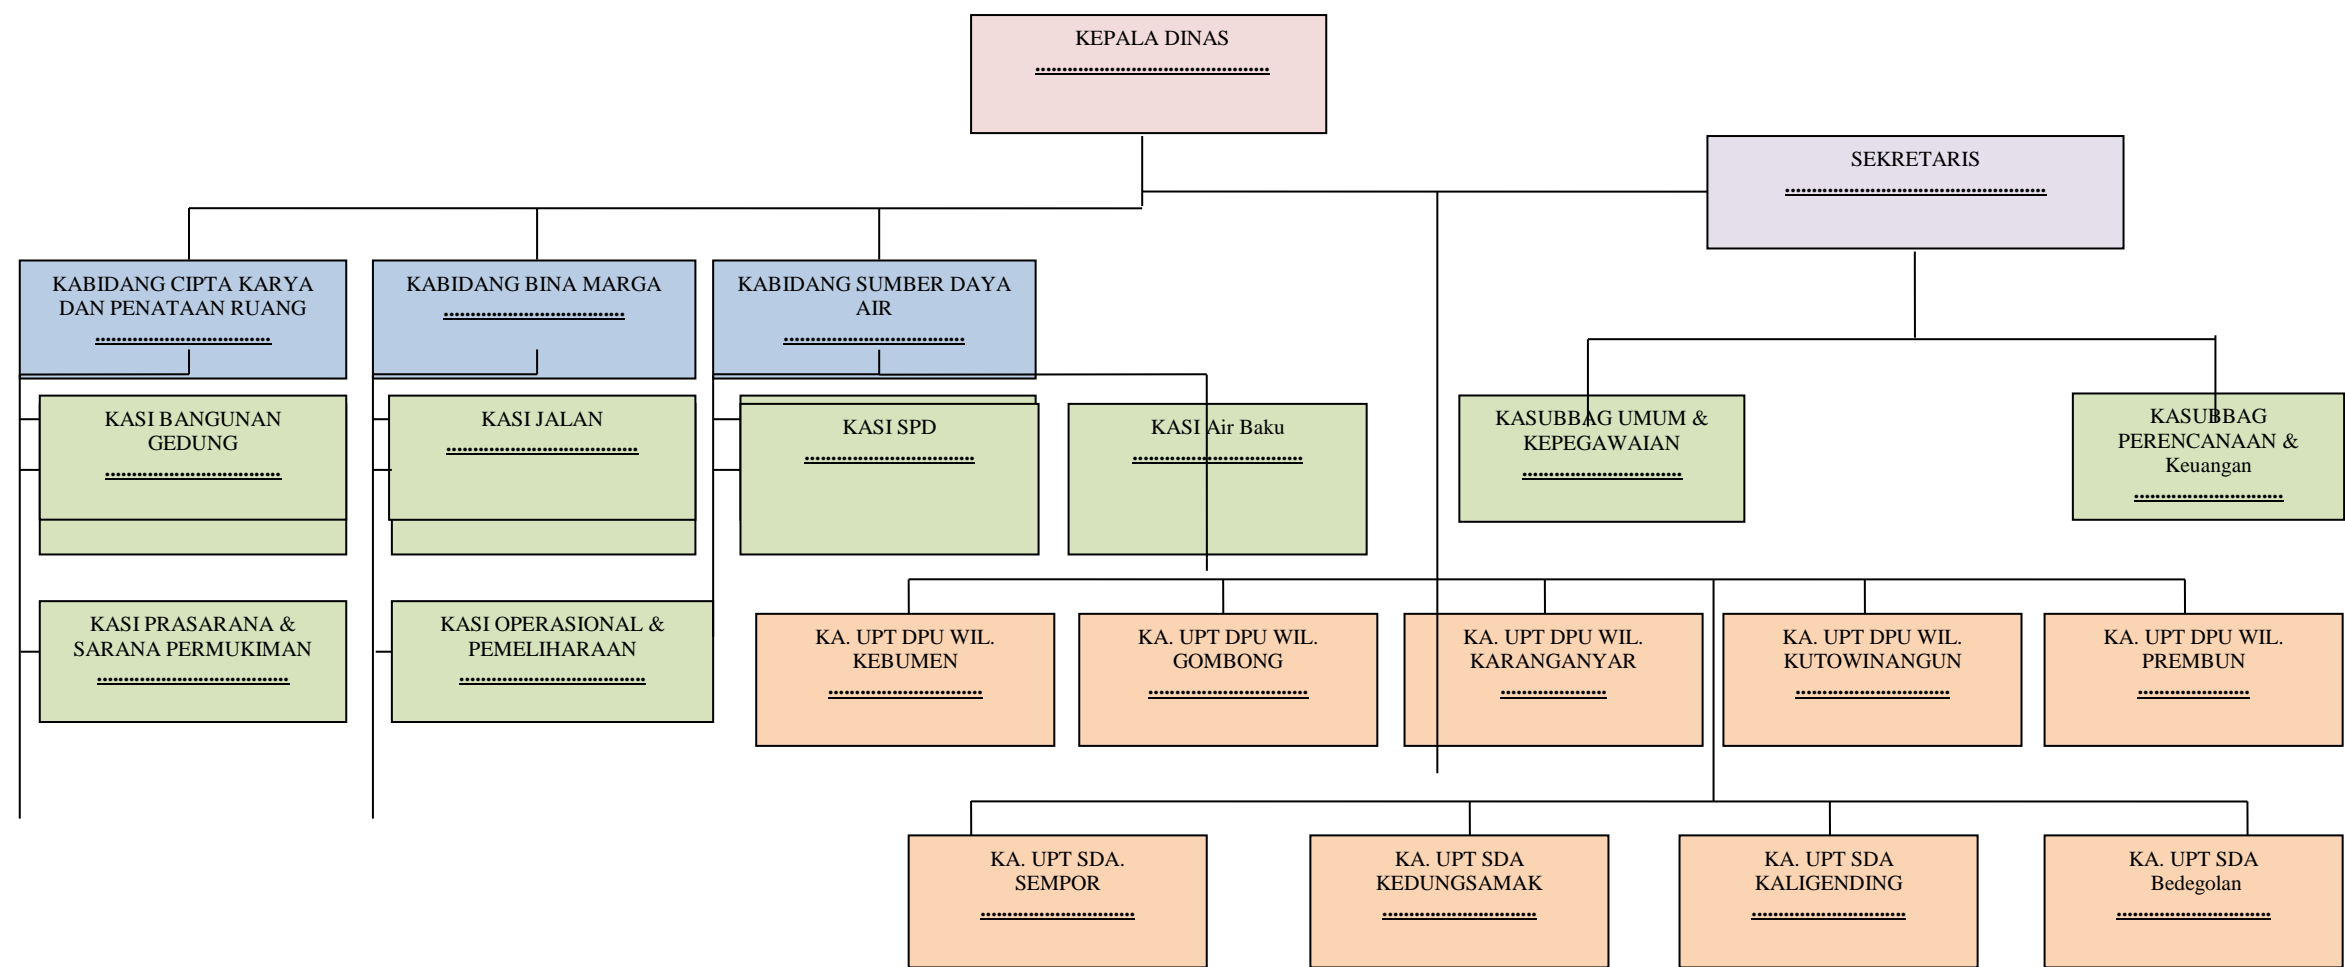 KEPALA DINAS
............................................
SEKRETARIS
.................................................
KABIDANG CIPTA KARYA
DAN PENATAAN RUANG
.................................
KABIDANG BINA MARGA
..................................
KABIDANG SUMBER DAYA
AIR
..................................
KASI BANGUNAN
GEDUNG
.................................
KASI JALAN
....................................
KASI SPD
................................
KASI Air Baku
................................
KASUBBAG UMUM &
KEPEGAWAIAN
..............................
KASUBBAG
PERENCANAAN &
Keuangan
............................
KASI PRASARANA &
SARANA PERMUKIMAN
....................................
KASI OPERASIONAL &
PEMELIHARAAN
...................................
KA. UPT DPU WIL.
KEBUMEN
.............................
KA. UPT DPU WIL.
GOMBONG
..............................
KA. UPT DPU WIL.
KARANGANYAR
....................
KA. UPT DPU WIL.
KUTOWINANGUN
.............................
KA. UPT DPU WIL.
PREMBUN
.....................
KA. UPT SDA.
SEMPOR
.............................
KA. UPT SDA
KEDUNGSAMAK
.............................
KA. UPT SDA
KALIGENDING
.............................
KA. UPT SDA
Bedegolan
.............................